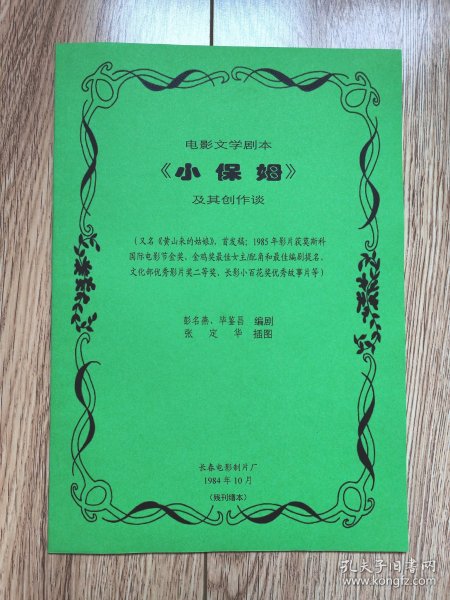 电影文学剧本
《小保姆》
及其创作谈
（又名《黄山来的姑娘》，首发稿；1985年影片获莫斯科
国际电影节金奖、金鸡奖最佳女主/配角和最佳编剧提名、
文化部优秀影片奖二等奖、长影小百花奖优秀故事片等）
彭名燕、毕鉴昌 编剧
张定华 插图
长春电影制片厂
1984年10月
（残刊缮本）
孔夫子旧书网
www.kongfz.com